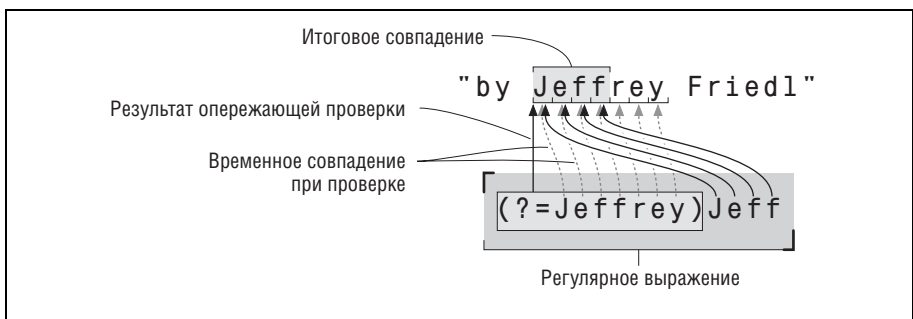 Итоговое совпадение
"by Jeffrey Friedl"
Результат опережающей проверки
Временное совпадение
при проверке
(?=Jeffrey)Jeff
Регулярное выражение